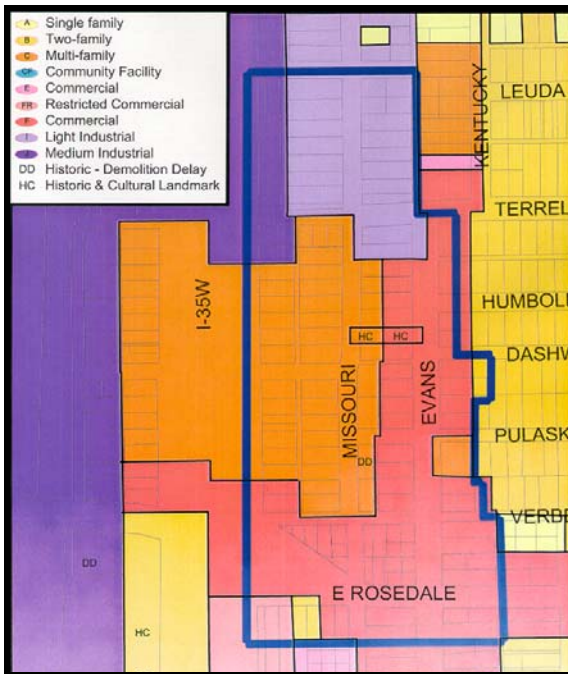 A Single family
B Two-family
C Multi-family
CF Community Facility
E Commercial
FR Restricted Commercial
F Commercial
I Light Industrial
J Medium Industrial
DD Historic - Demolition Delay
HC Historic & Cultural Landmark
KENTUCKY
LEUDA
TERREL
HUMBOL
I-35W
HC HC
DASHW
MISSOURI
EVANS
PULASK
DD
VERBE
DD
E ROSEDALE
HC